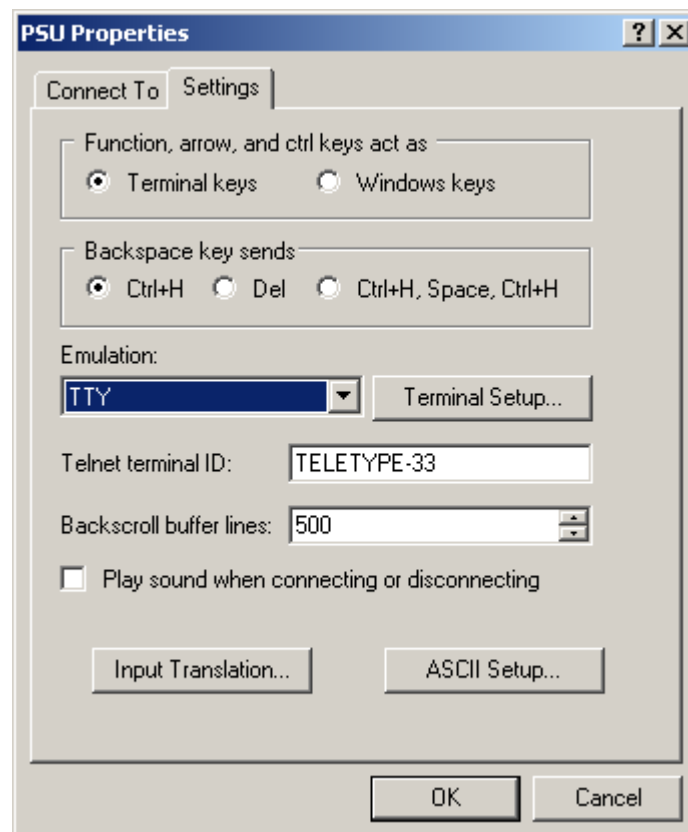 PSU Properties
Connect To Settings
Function, arrow, and ctrl keys act as
Terminal keys Windows keys
Backspace key sends
Ctrl+H Del Ctrl+H, Space, Ctrl+H
Emulation:
TTY Terminal Setup...
Telnet terminal ID: TELETYPE-33
Backscroll buffer lines: 500
Play sound when connecting or disconnecting
Input Translation... ASCII Setup...
OK Cancel